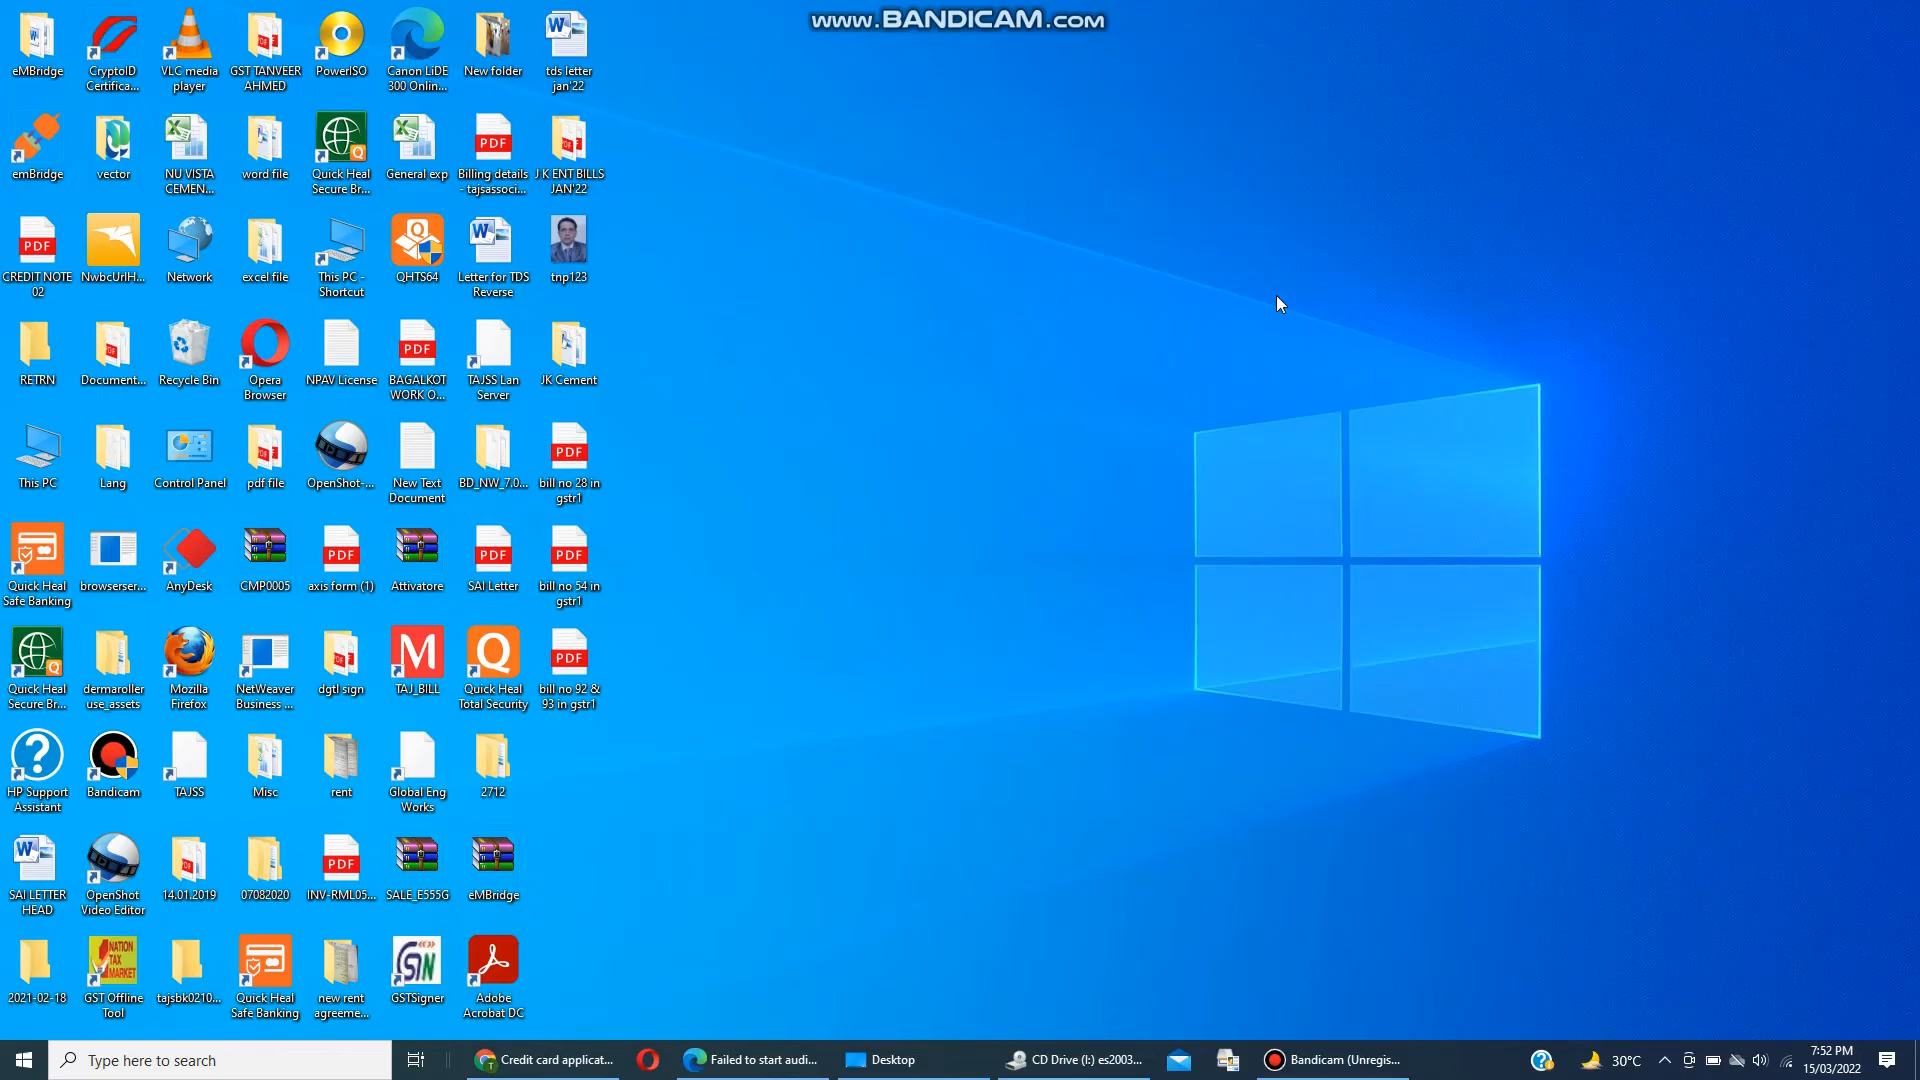 www.BANDICAM.com
eMBridge
CryptoID
Certifica...
VLC media
player
GST TANVEER
AHMED
PowerISO
Canon LiDE
300 Onlin...
New folder
tds letter
jan'22
emBridge
vector
NU VISTA
CEMEN...
word file
Quick Heal
Secure Br...
General exp
Billing details
- tajsassoci...
J.K ENT BILLS
JAN'22
CREDIT NOTE
02
NwbcUrlH...
Network
excel file
This PC -
Shortcut
QHTS64
Letter for TDS
Reverse
tnp123
RETRN
Document...
Recycle Bin
Opera
Browser
NPAV License
BAGALKOT
WORK O...
TAJSS Lan
Server
JK Cement
This PC
Lang
Control Panel
pdf file
OpenShot-...
New Text
Document
BD_NW_7.0...
bill no 28 in
gstr1
Quick Heal
Safe Banking
browserser...
AnyDesk
CMP0005
axis form (1)
Attivatore
SAI Letter
bill no 54 in
gstr1
Quick Heal
Secure Br...
dermaroller
use_assets
Mozilla
Firefox
NetWeaver
Business ...
dgtl sign
TAJ_BILL
Quick Heal
Total Security
bill no 92 &
93 in gstr1
HP Support
Assistant
Bandicam
TAJSS
Misc
rent
Global Eng
Works
2712
SAI LETTER
HEAD
OpenShot
Video Editor
14.01.2019
07082020
INV-RML05...
SALE_E555G
eMBridge
2021-02-18
NATION
TAX
MARKET
GST Offline
Tool
tajsbk0210...
Quick Heal
Safe Banking
new rent
agreeme...
GSTSigner
Adobe
Acrobat DC
Type here to search
Credit card applicat...
Failed to start audi...
Desktop
CD Drive (I:) es2003...
Bandicam (Unregis...
30°C
7:52 PM
15/03/2022